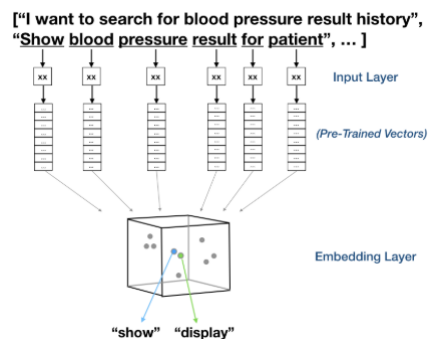 [“I want to search for blood pressure result history”,
“Show blood pressure result for patient”, … ]
xx xx xx xx xx xx
Input Layer
... ... ... ... ... ...
... ... ... ... ... ...
... ... ... ... ... ...
(Pre-Trained Vectors)
... ... ... ... ... ...
... ... ... ... ... ...
... ... ... ... ... ...
... ... ... ... ... ...
... ... ... ... ... ...
Embedding Layer
“show” “display”